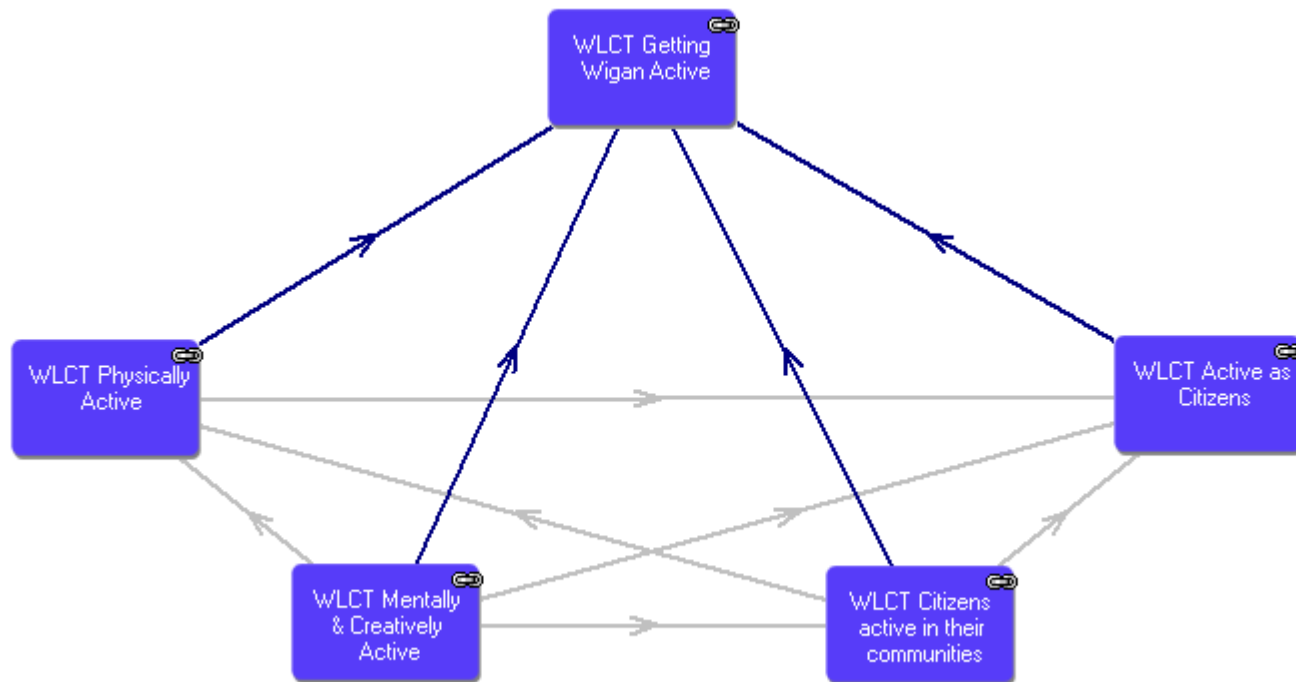 WLCT Getting
Wigan Active
WLCT Physically
Active
WLCT Active as
Citizens
WLCT Mentally
& Creatively
Active
WLCT Citizens
active in their
communities